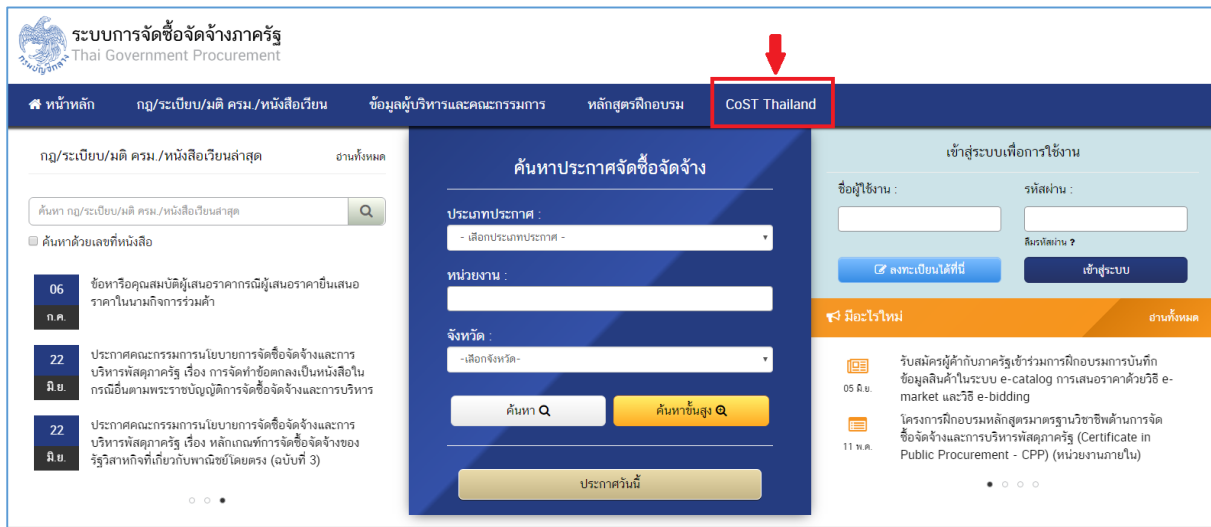 ระบบการจัดซื้อจัดจ้างภาครัฐ
Thai Government Procurement
กรมบัญชีกลาง
หน้าหลัก กฎ/ระเบียบ/มติ ครม./หนังสือเวียน ข้อมูลผู้บริหารและคณะกรรมการ หลักสูตรฝึกอบรม CoST Thailand
กฎ/ระเบียบ/มติ ครม./หนังสือเวียนล่าสุด อ่านทั้งหมด
ค้นหา กฎ/ระเบียบ/มติ ครม./หนังสือเวียนล่าสุด
ค้นหาด้วยเลขที่หนังสือ
06 ก.ค.
ข้อหารือคุณสมบัติผู้เสนอราคากรณีผู้เสนอราคายื่นเสนอ
ราคาในนามกิจการร่วมค้า
22 มิ.ย.
ประกาศคณะกรรมการนโยบายการจัดซื้อจัดจ้างและการ
บริหารพัสดุภาครัฐ เรื่อง การจัดทำข้อตกลงเป็นหนังสือใน
กรณีอื่นตามพระราชบัญญัติการจัดซื้อจัดจ้างและการบริหาร
22 มิ.ย.
ประกาศคณะกรรมการนโยบายการจัดซื้อจัดจ้างและการ
บริหารพัสดุภาครัฐ เรื่อง หลักเกณฑ์การจัดซื้อจัดจ้างของ
รัฐวิสาหกิจที่เกี่ยวกับพาณิชย์โดยตรง (ฉบับที่ 3)
ค้นหาประกาศจัดซื้อจัดจ้าง
ประเภทประกาศ :
- เลือกประเภทประกาศ -
หน่วยงาน :
จังหวัด :
-เลือกจังหวัด-
ค้นหา ค้นหาขั้นสูง
ประกาศวันนี้
เข้าสู่ระบบเพื่อการใช้งาน
ชื่อผู้ใช้งาน : รหัสผ่าน :
ลืมรหัสผ่าน ?
ลงทะเบียนได้ที่นี่ เข้าสู่ระบบ
มีอะไรใหม่ อ่านทั้งหมด
05 มิ.ย.
รับสมัครผู้ค้ากับภาครัฐเข้าร่วมการฝึกอบรมการบันทึก
ข้อมูลสินค้าในระบบ e-catalog การเสนอราคาด้วยวิธี e-
market และวิธี e-bidding
11 พ.ค.
โครงการฝึกอบรมหลักสูตรมาตรฐานวิชาชีพด้านการจัด
ซื้อจัดจ้างและการบริหารพัสดุภาครัฐ (Certificate in
Public Procurement - CPP) (หน่วยงานภายใน)